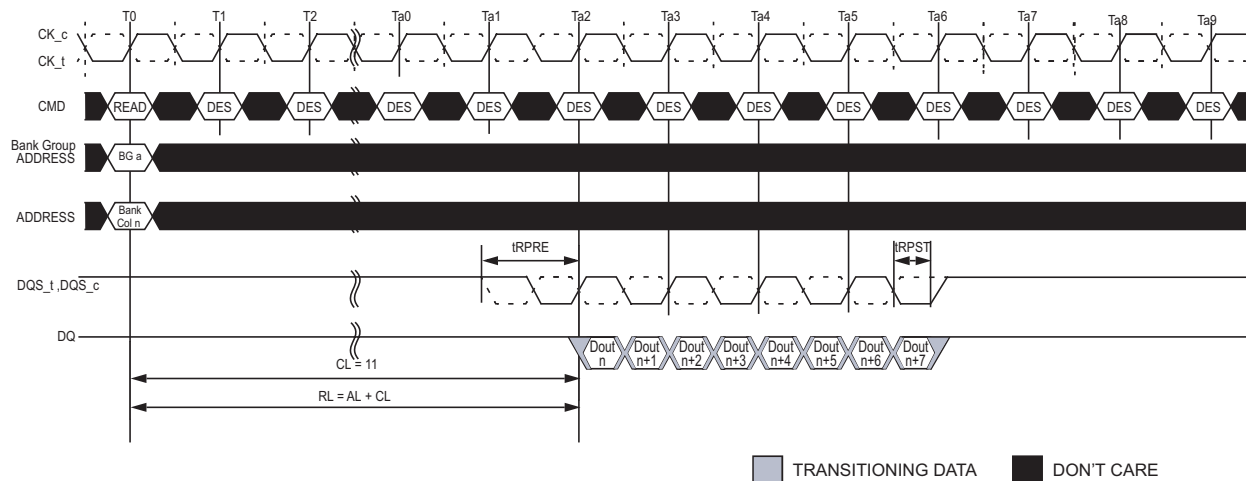 T0 T1 T2 Ta0 Ta1 Ta2 Ta3 Ta4 Ta5 Ta6 Ta7 Ta8 Ta9
CK_c
CK_t
CMD READ DES DES DES DES DES DES DES DES DES DES DES DES
Bank Group
ADDRESS BG a
ADDRESS Bank
Col n
tRPRE tRPST
DQS_t ,DQS_c
DQ
Dout Dout Dout Dout Dout Dout Dout Dout
n n+1 n+2 n+3 n+4 n+5 n+6 n+7
CL = 11
RL = AL + CL
TRANSITIONING DATA DON'T CARE